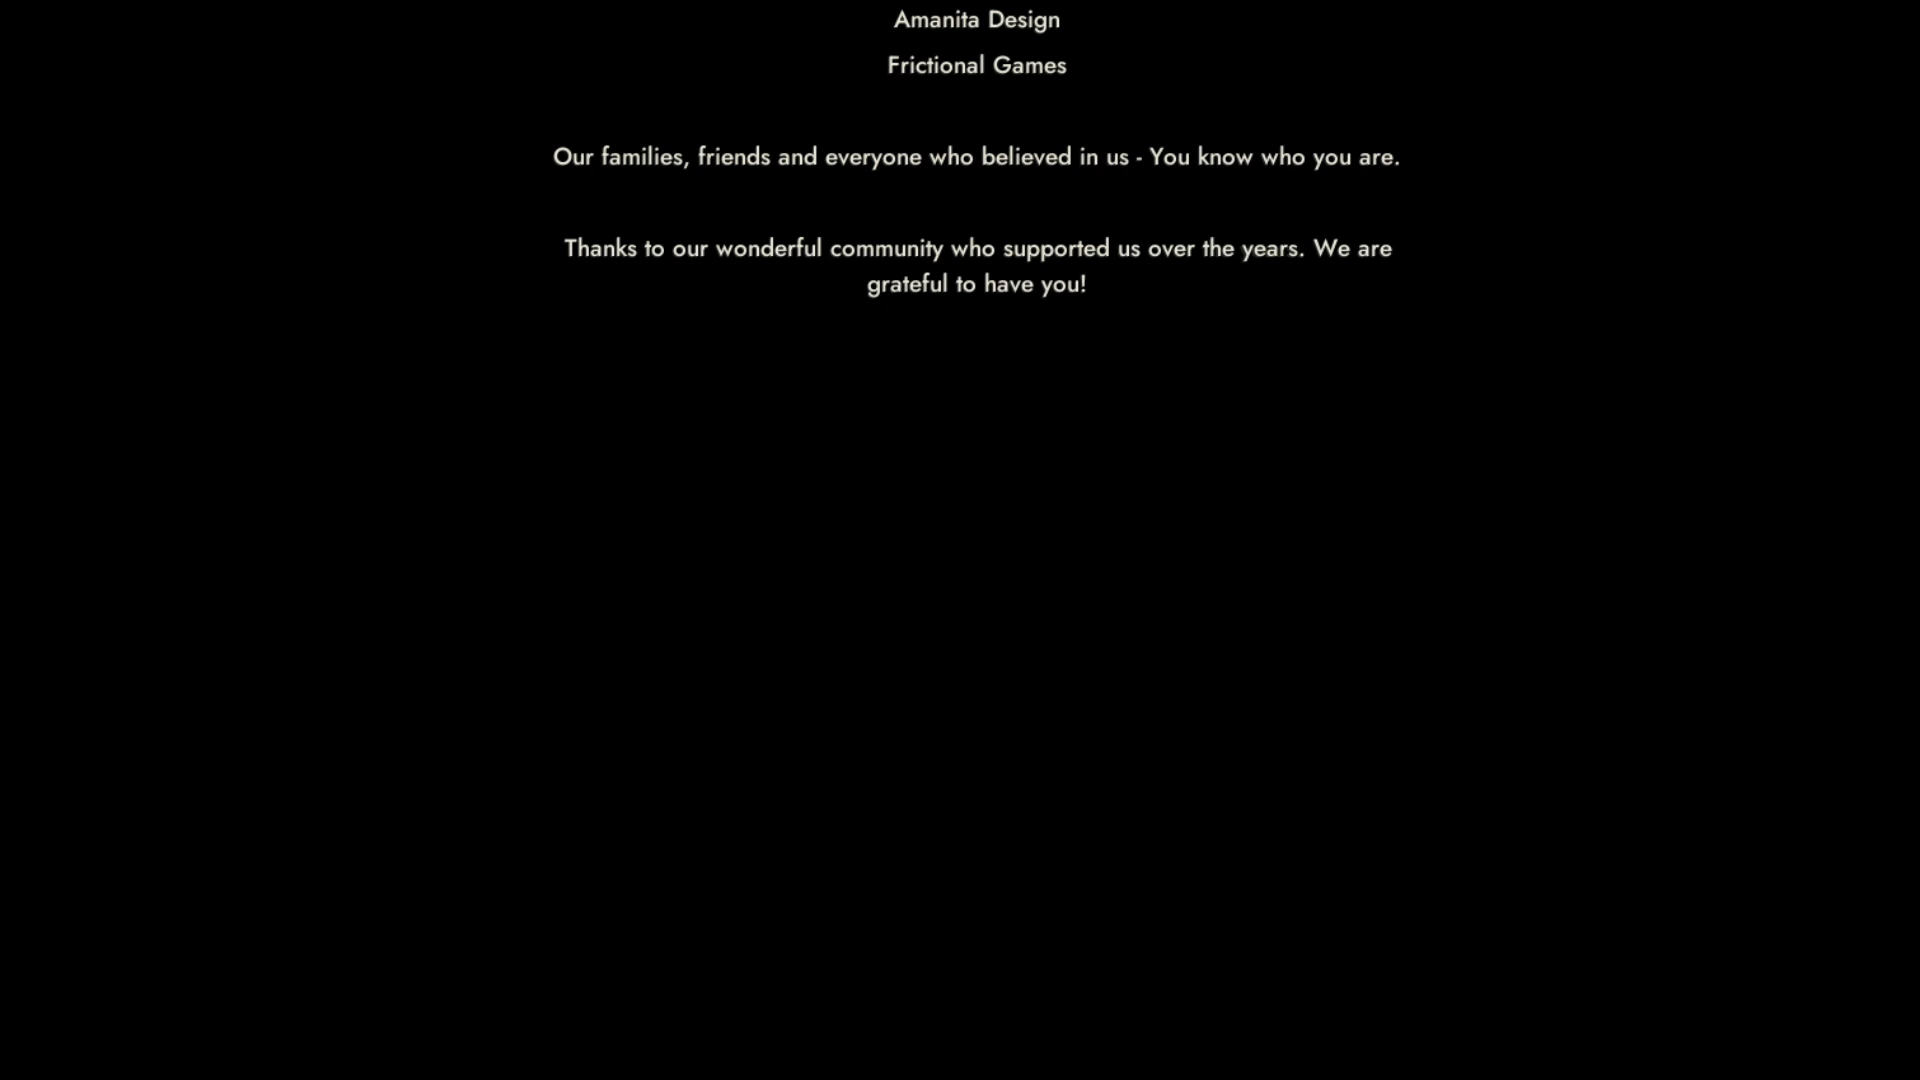 Amanita Design
Frictional Games
Our families, friends and everyone who believed in us - You know who you are.
Thanks to our wonderful community who supported us over the years. We are
grateful to have you!